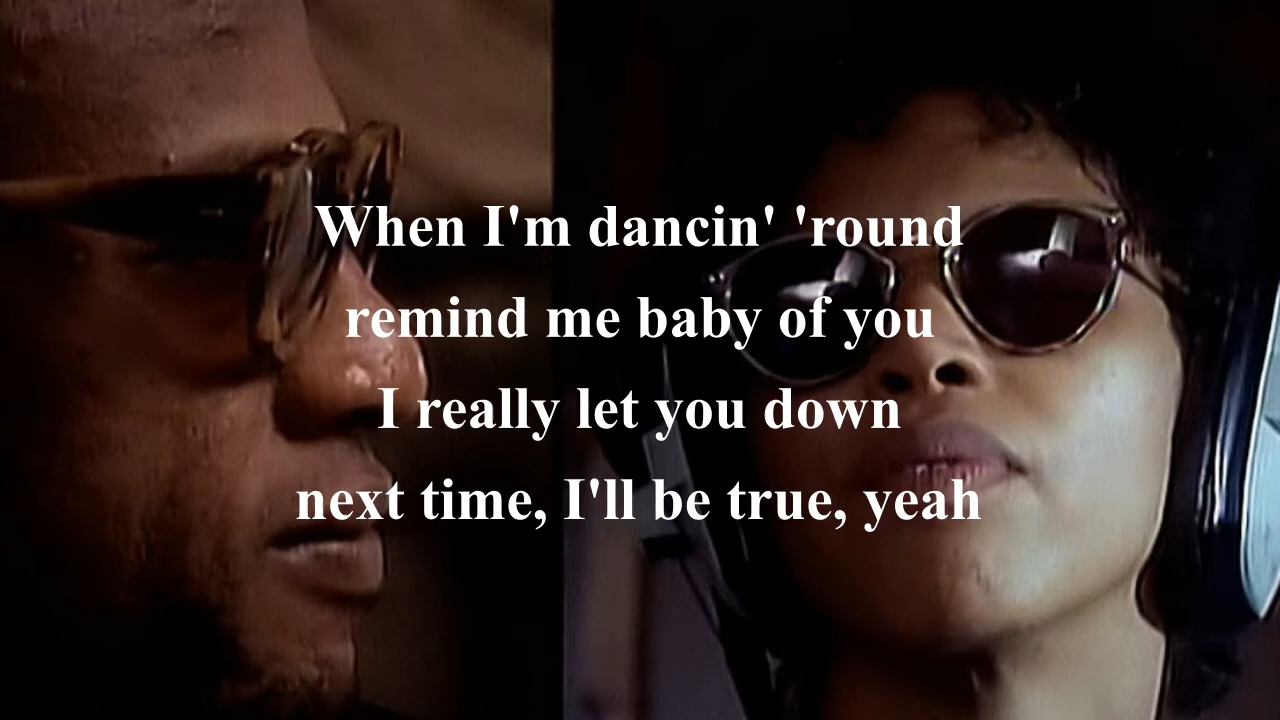 When I'm dancin' 'round
remind me baby of you
I really let you down
next time, I'll be true, yeah